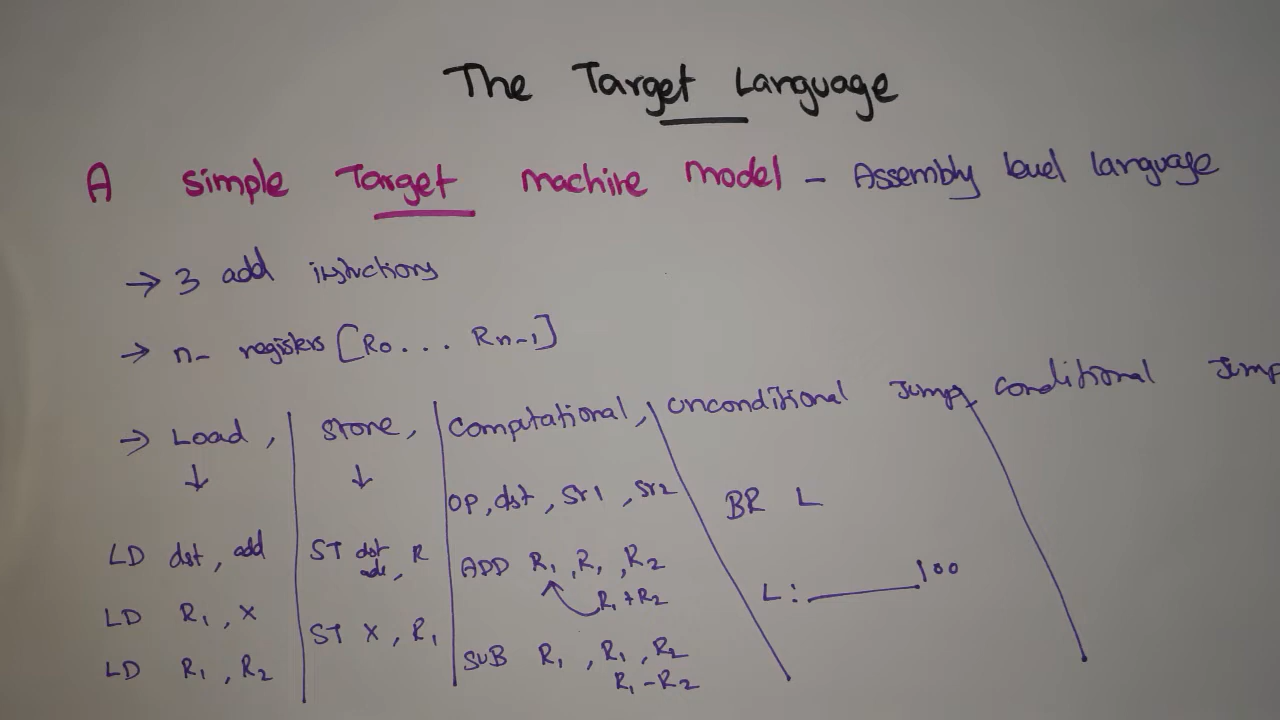 The Target Language
A simple Target machine model - Assembly level language
→ 3 add instructions
→ n- registers [R0... Rn-1]
→ Load, store, computational, unconditional Jump, conditional Jump
OP, dst, sr1, sr2
BR L
LD dst, add ST dst R
ADD R1, R1, R2
R1+R2
L: 100
LD R1, x ST X, R1
SUB R1, R1, R2
R1-R2
LD R1, R2